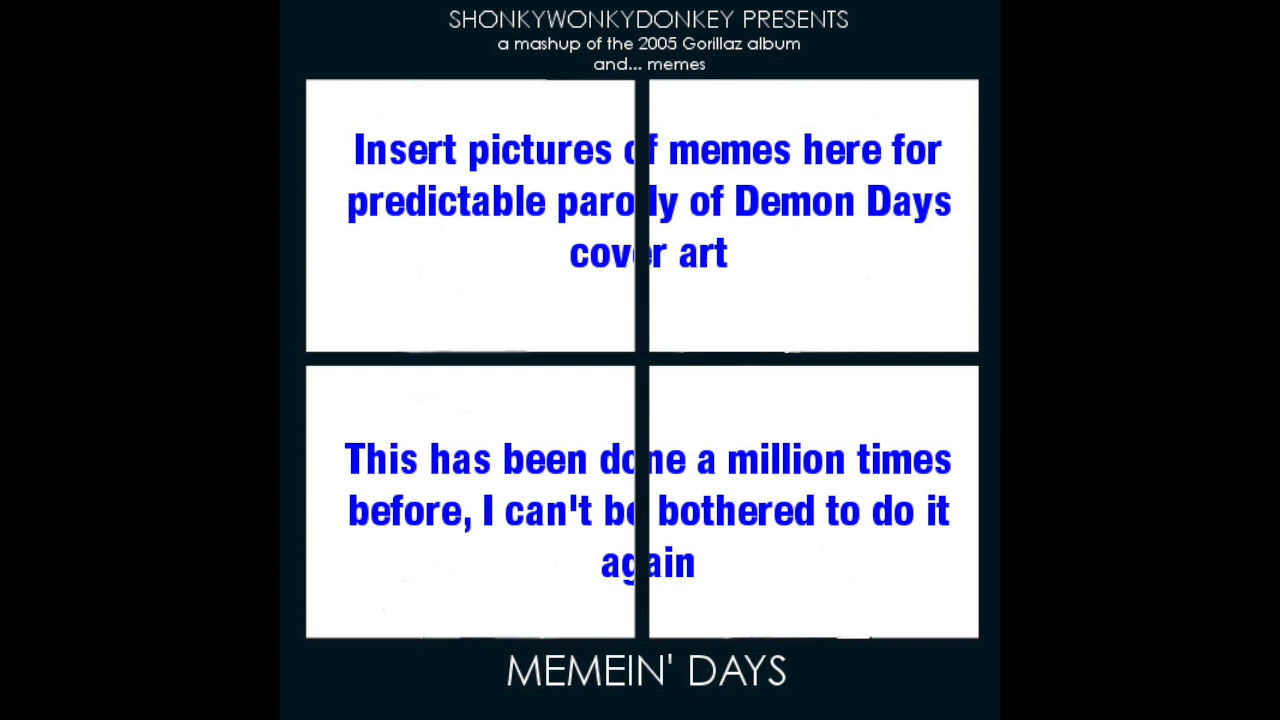 SHONKYWONKYDONKEY PRESENTS
a mashup of the 2005 Gorillaz album
and... memes
Insert pictures of memes here for
predictable parody of Demon Days
cover art
This has been done a million times
before, I can't be bothered to do it
again
MEMEIN' DAYS